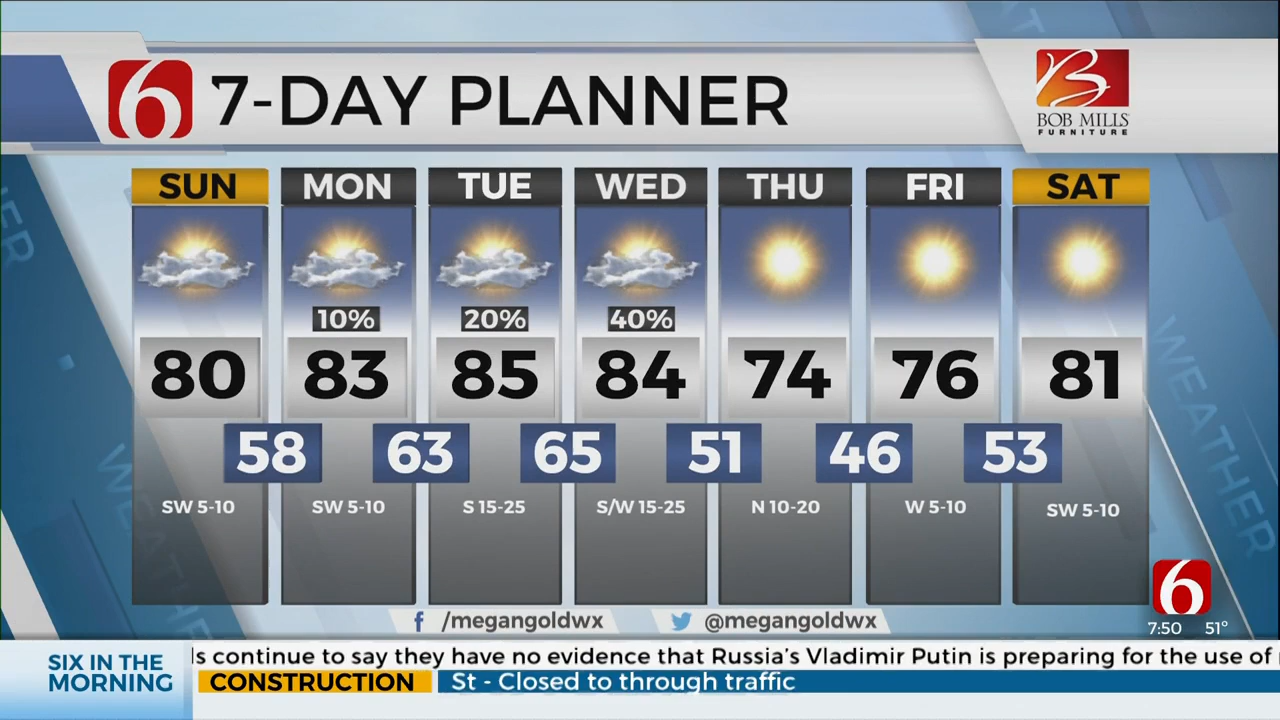 6 7-DAY PLANNER
BOB MILLS
FURNITURE
SUN MON TUE WED THU FRI SAT
10% 20% 40%
80 83 85 84 74 76 81
58 63 65 51 46 53
SW 5-10 SW 5-10 S 15-25 S/W 15-25 N 10-20 W 5-10 SW 5-10
6
/megangoldwx @megangoldwx
7:50 51°
SIX IN THE
MORNING
ls continue to say they have no evidence that Russia's Vladimir Putin is preparing for the use of
CONSTRUCTION St - Closed to through traffic
WEATHER
WEATHER